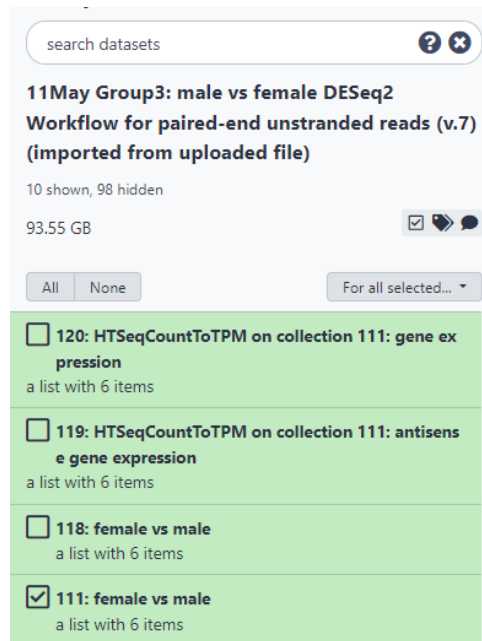 search datasets
11May Group3: male vs female DESeq2
Workflow for paired-end unstranded reads (v.7)
(imported from uploaded file)
10 shown, 98 hidden
93.55 GB
All None For all selected...
120: HTSeqCountToTPM on collection 111: gene ex
pression
a list with 6 items
119: HTSeqCountToTPM on collection 111: antisens
e gene expression
a list with 6 items
118: female vs male
a list with 6 items
111: female vs male
a list with 6 items